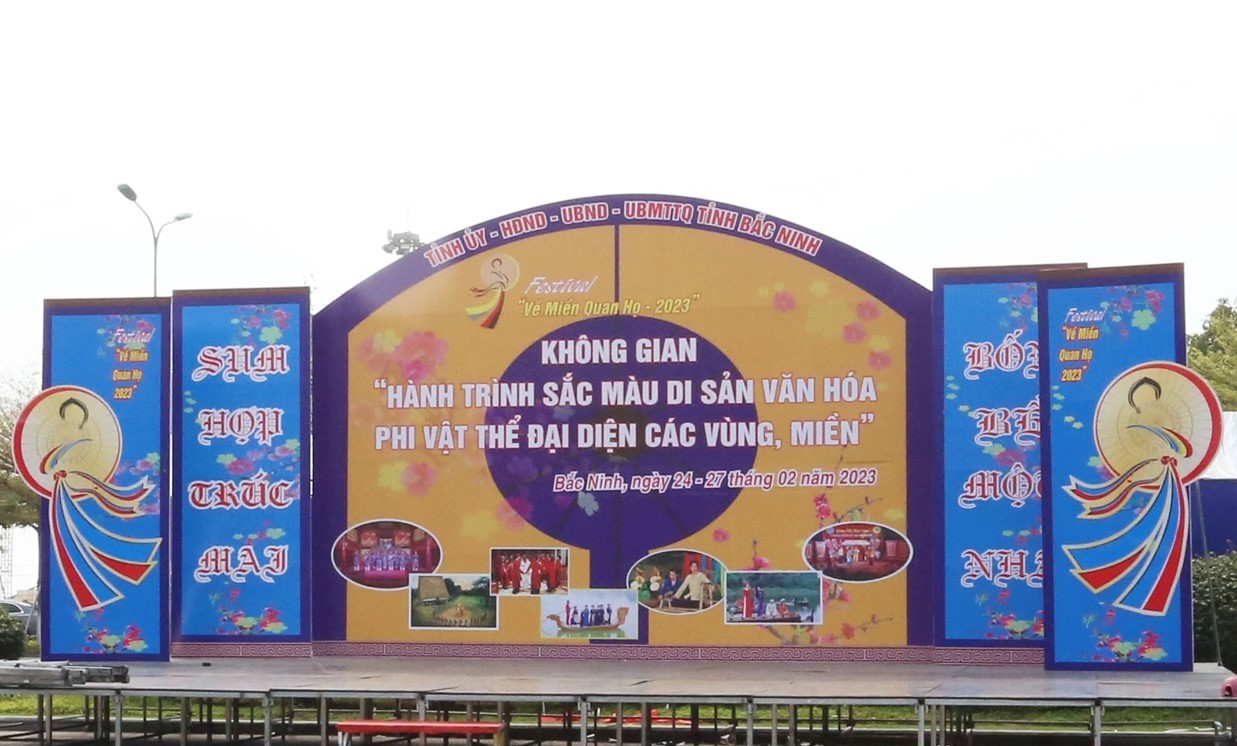 TỈNH ỦY - HĐND - UBND - UBMTTQ TỈNH BẮC NINH
Festival
"Về Miền Quan Họ - 2023"
KHÔNG GIAN
"HÀNH TRÌNH SẮC MÀU DI SẢN VĂN HÓA
PHI VẬT THỂ ĐẠI DIỆN CÁC VÙNG, MIỀN"
Bắc Ninh, ngày 24 - 27 tháng 02 năm 2023
Festival
"Về Miền
Quan Họ
2023"
SUM
HỌP
TRÚC
MAI
Festival
"Về Miền
Quan Họ
2023"